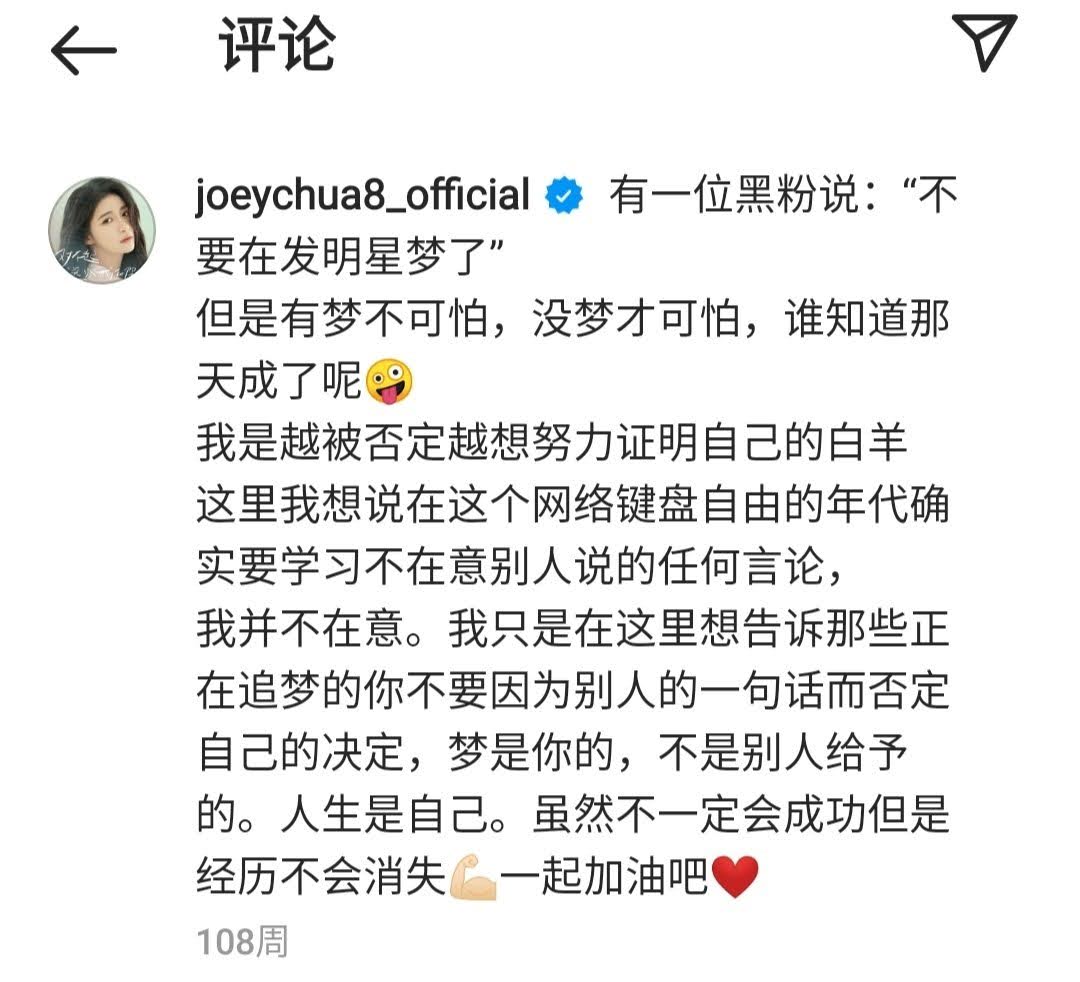 评论
joeychua8_official 有一位黑粉说：“不
要在发明星梦了”
但是有梦不可怕，没梦才可怕，谁知道那
天成了呢🤪
我是越被否定越想努力证明自己的白羊
这里我想说在这个网络键盘自由的年代确
实要学习不在意别人说的任何言论，
我并不在意。我只是在这里想告诉那些正
在追梦的你不要因为别人的一句话而否定
自己的决定，梦是你的，不是别人给予
的。人生是自己。虽然不一定会成功但是
经历不会消失💪🏻一起加油吧❤️
108周